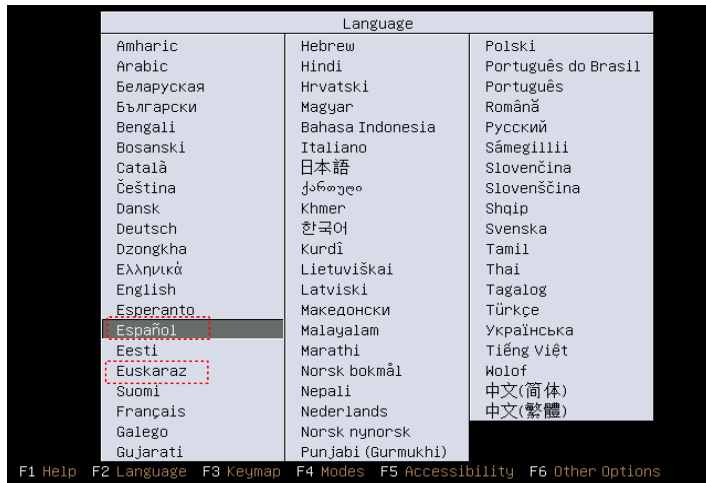 Language
Amharic
Arabic
Беларуская
Български
Bengali
Bosanski
Català
Čeština
Dansk
Deutsch
Dzongkha
Ελληνικά
English
Esperanto
Español
Eesti
Euskaraz
Suomi
Français
Galego
Gujarati
Hebrew
Hindi
Hrvatski
Magyar
Bahasa Indonesia
Italiano
日本語
ქართული
Khmer
한국어
Kurdî
Lietuviškai
Latviski
Македонски
Malayalam
Marathi
Norsk bokmål
Nepali
Nederlands
Norsk nynorsk
Punjabi (Gurmukhi)
Polski
Português do Brasil
Português
Română
Русский
Sámegillii
Slovenčina
Slovenščina
Shqip
Svenska
Tamil
Thai
Tagalog
Türkçe
Українська
Tiếng Việt
Wolof
中文(简体)
中文(繁體)
F1 Help F2 Language F3 Keymap F4 Modes F5 Accessibility F6 Other Options